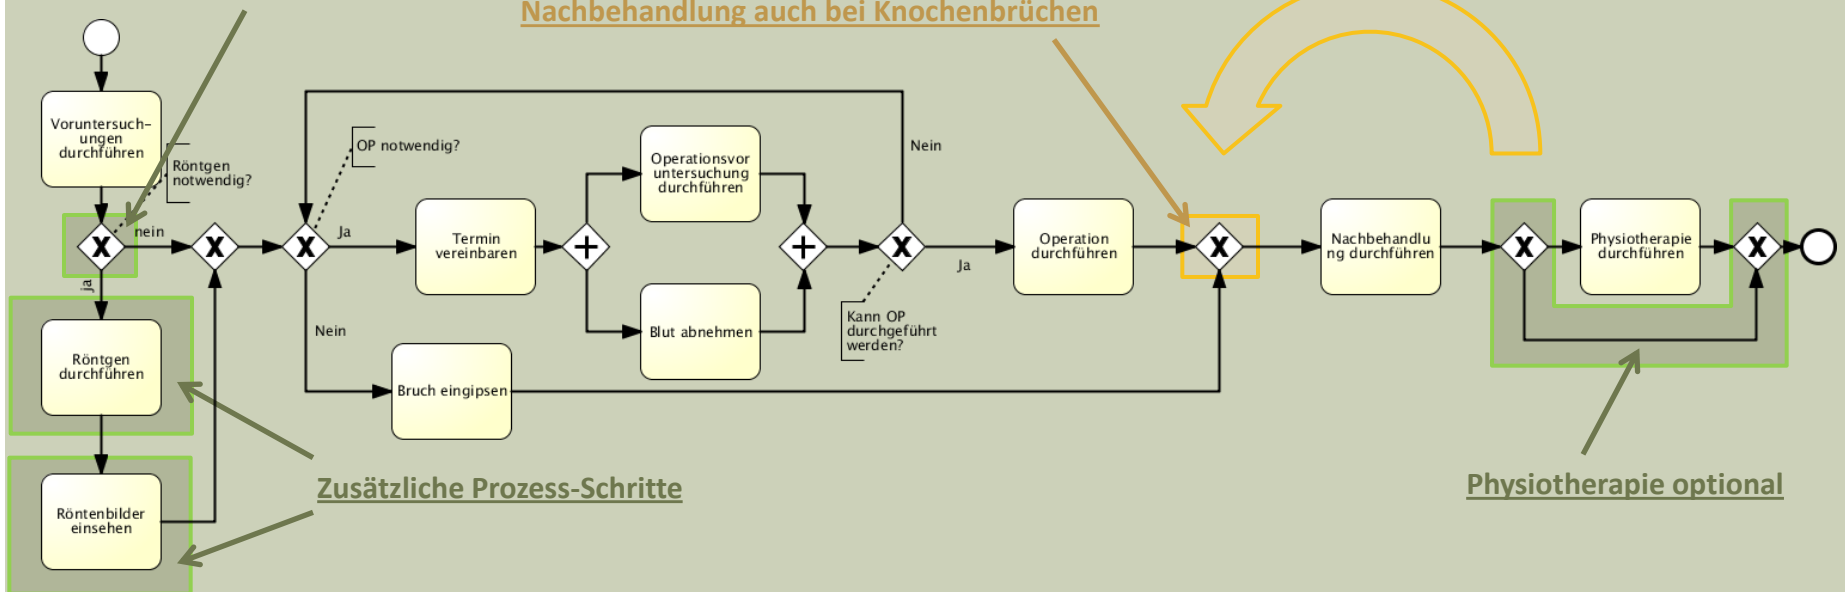 Nachbehandlung auch bei Knochenbrüchen
Voruntersuch-
ungen
durchführen
Röntgen
notwendig?
nein
ja
Röntgen
durchführen
Röntenbilder
einsehen
Zusätzliche Prozess-Schritte
OP notwendig?
Ja
Nein
Termin
vereinbaren
Bruch eingipsen
Operationsvor
untersuchung
durchführen
Blut abnehmen
Nein
Ja
Kann OP
durchgeführt
werden?
Operation
durchführen
Nachbehandlu
ng durchführen
Physiotherapie
durchführen
Physiotherapie optional